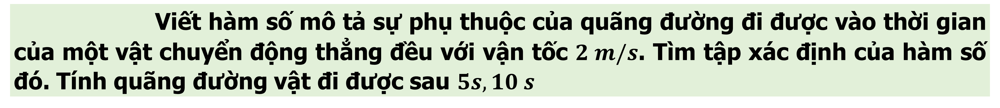 Viết hàm số mô tả sự phụ thuộc của quãng đường đi được vào thời gian
của một vật chuyển động thẳng đều với vận tốc 2 m/s. Tìm tập xác định của hàm số
đó. Tính quãng đường vật đi được sau 5s, 10 s